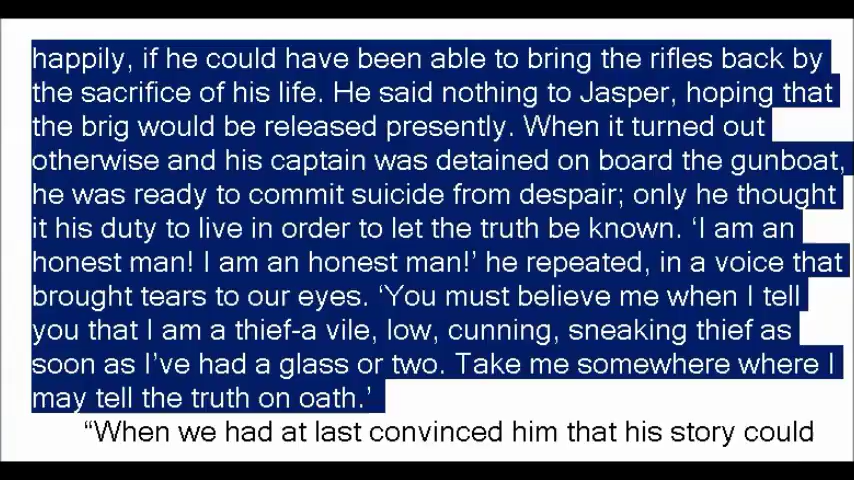 happily, if he could have been able to bring the rifles back by
the sacrifice of his life. He said nothing to Jasper, hoping that
the brig would be released presently. When it turned out
otherwise and his captain was detained on board the gunboat,
he was ready to commit suicide from despair; only he thought
it his duty to live in order to let the truth be known. ‘I am an
honest man! I am an honest man!’ he repeated, in a voice that
brought tears to our eyes. ‘You must believe me when I tell
you that I am a thief-a vile, low, cunning, sneaking thief as
soon as I’ve had a glass or two. Take me somewhere where I
may tell the truth on oath.’
“When we had at last convinced him that his story could